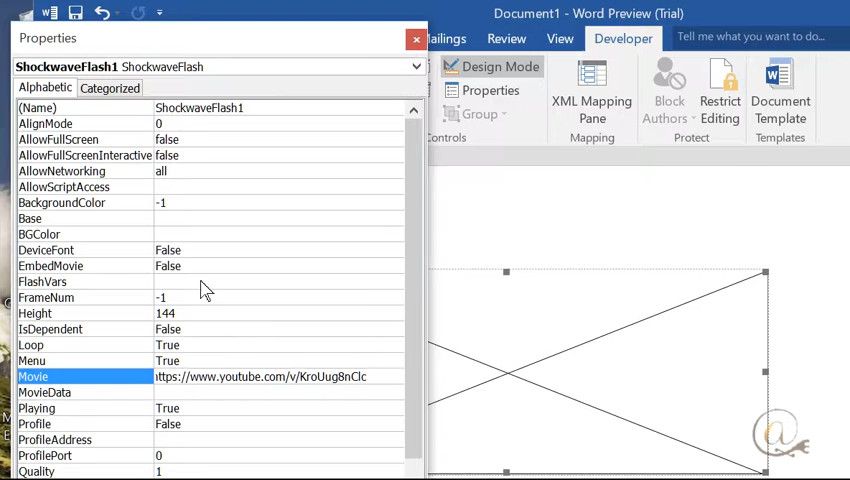 Document1 - Word Preview (Trial)
Properties
Mailings
Review
View
Developer
Tell me what you want to do...
ShockwaveFlash1 ShockwaveFlash
Alphabetic
Categorized
Design Mode
Properties
Group
Controls
XML Mapping
Pane
Mapping
Block
Authors
Restrict
Editing
Protect
Document
Template
Templates
(Name) ShockwaveFlash1
AlignMode 0
AllowFullScreen false
AllowFullScreenInteractive false
AllowNetworking all
AllowScriptAccess
BackgroundColor -1
Base
BGColor
DeviceFont False
EmbedMovie False
FlashVars
FrameNum -1
Height 144
IsDependent False
Loop True
Menu True
Movie https://www.youtube.com/v/KroUug8nClc
MovieData
Playing True
Profile False
ProfileAddress
ProfilePort 0
Quality 1